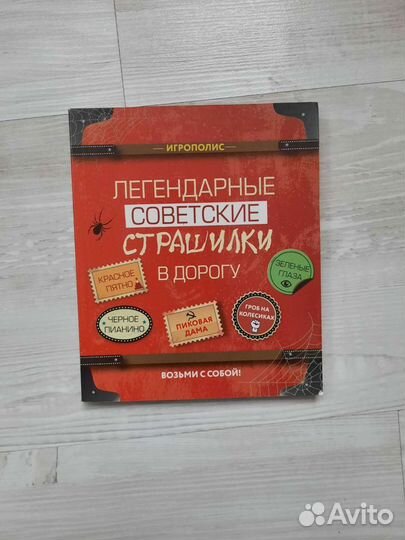 ИГРОПОЛИС
ЛЕГЕНДАРНЫЕ
СОВЕТСКИЕ
СТРАШИЛКИ
В ДОРОГУ
ЗЕЛЕНЫЕ
ГЛАЗА
КРАСНОЕ
ПЯТНО
ЧЕРНОЕ
ПИАНИНО
ПИКОВАЯ
ДАМА
ГРОБ НА
КОЛЕСИКАХ
ВОЗЬМИ С СОБОЙ!
Avito